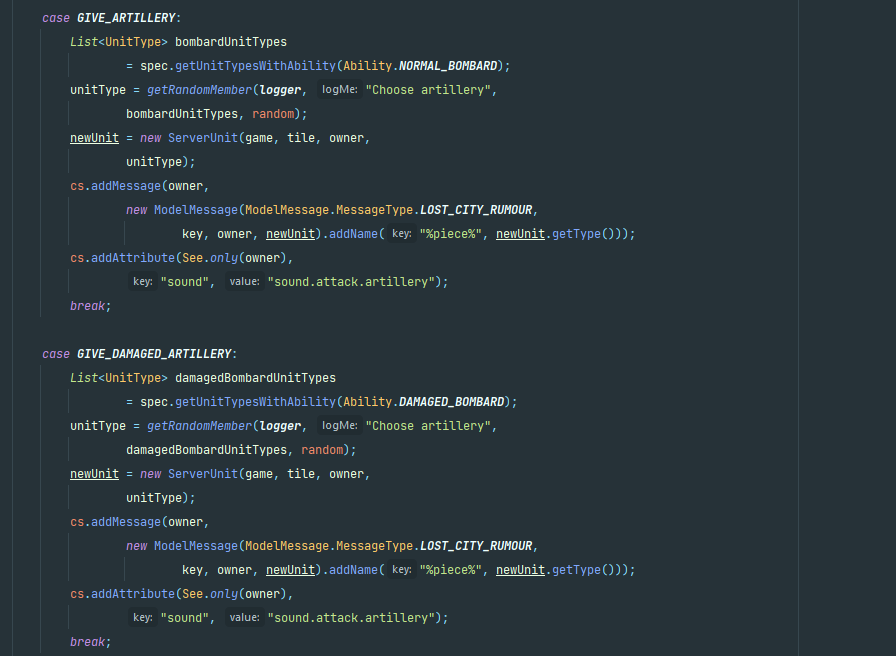 case GIVE_ARTILLERY:
List<UnitType> bombardUnitTypes
= spec.getUnitTypesWithAbility(Ability.NORMAL_BOMBARD);
unitType = getRandomMember(logger, logMe: "Choose artillery",
bombardUnitTypes, random);
newUnit = new ServerUnit(game, tile, owner,
unitType);
cs.addMessage(owner,
new ModelMessage(ModelMessage.MessageType.LOST_CITY_RUMOUR,
key, owner, newUnit).addName( key: "%piece%", newUnit.getType()));
cs.addAttribute(See.only(owner),
key: "sound", value: "sound.attack.artillery");
break;
case GIVE_DAMAGED_ARTILLERY:
List<UnitType> damagedBombardUnitTypes
= spec.getUnitTypesWithAbility(Ability.DAMAGED_BOMBARD);
unitType = getRandomMember(logger, logMe: "Choose artillery",
damagedBombardUnitTypes, random);
newUnit = new ServerUnit(game, tile, owner,
unitType);
cs.addMessage(owner,
new ModelMessage(ModelMessage.MessageType.LOST_CITY_RUMOUR,
key, owner, newUnit).addName( key: "%piece%", newUnit.getType()));
cs.addAttribute(See.only(owner),
key: "sound", value: "sound.attack.artillery");
break;